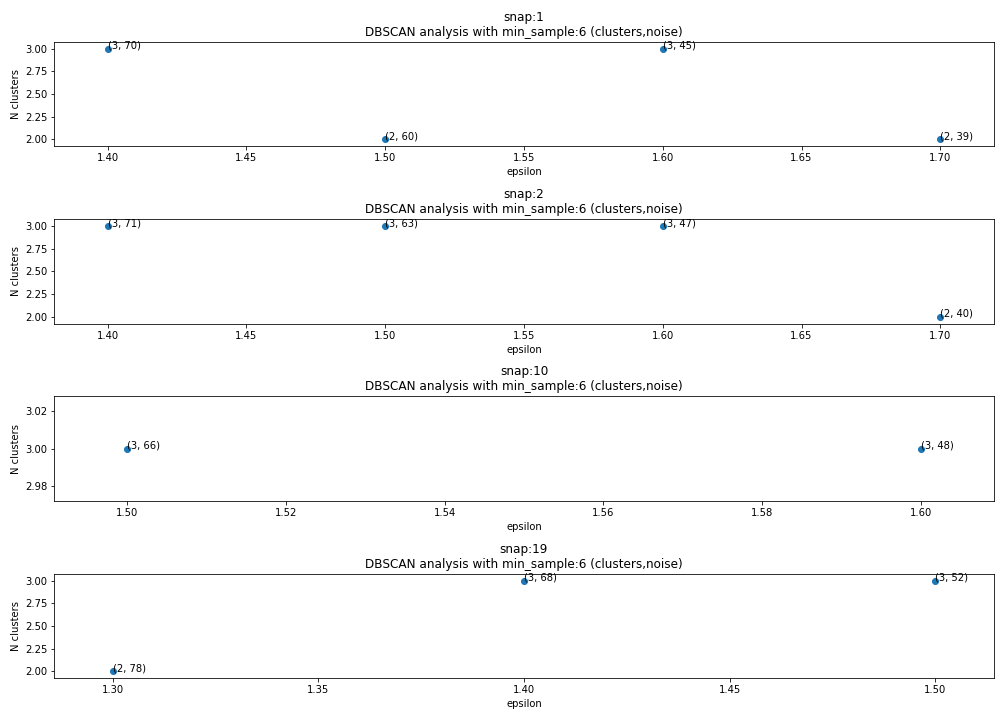 snap:1
DBSCAN analysis with min_sample:6 (clusters,noise)
3.00
2.75
2.50
2.25
2.00
N clusters
(3, 70)
(3, 45)
(2, 60)
(2, 39)
1.40 1.45 1.50 1.55 1.60 1.65 1.70
epsilon
snap:2
DBSCAN analysis with min_sample:6 (clusters,noise)
3.00
2.75
2.50
2.25
2.00
N clusters
(3, 71)
(3, 63)
(3, 47)
(2, 40)
1.40 1.45 1.50 1.55 1.60 1.65 1.70
epsilon
snap:10
DBSCAN analysis with min_sample:6 (clusters,noise)
3.02
3.00
2.98
N clusters
(3, 66)
(3, 48)
1.50 1.52 1.54 1.56 1.58 1.60
epsilon
snap:19
DBSCAN analysis with min_sample:6 (clusters,noise)
3.00
2.75
2.50
2.25
2.00
N clusters
(3, 68)
(3, 52)
(2, 78)
1.30 1.35 1.40 1.45 1.50
epsilon